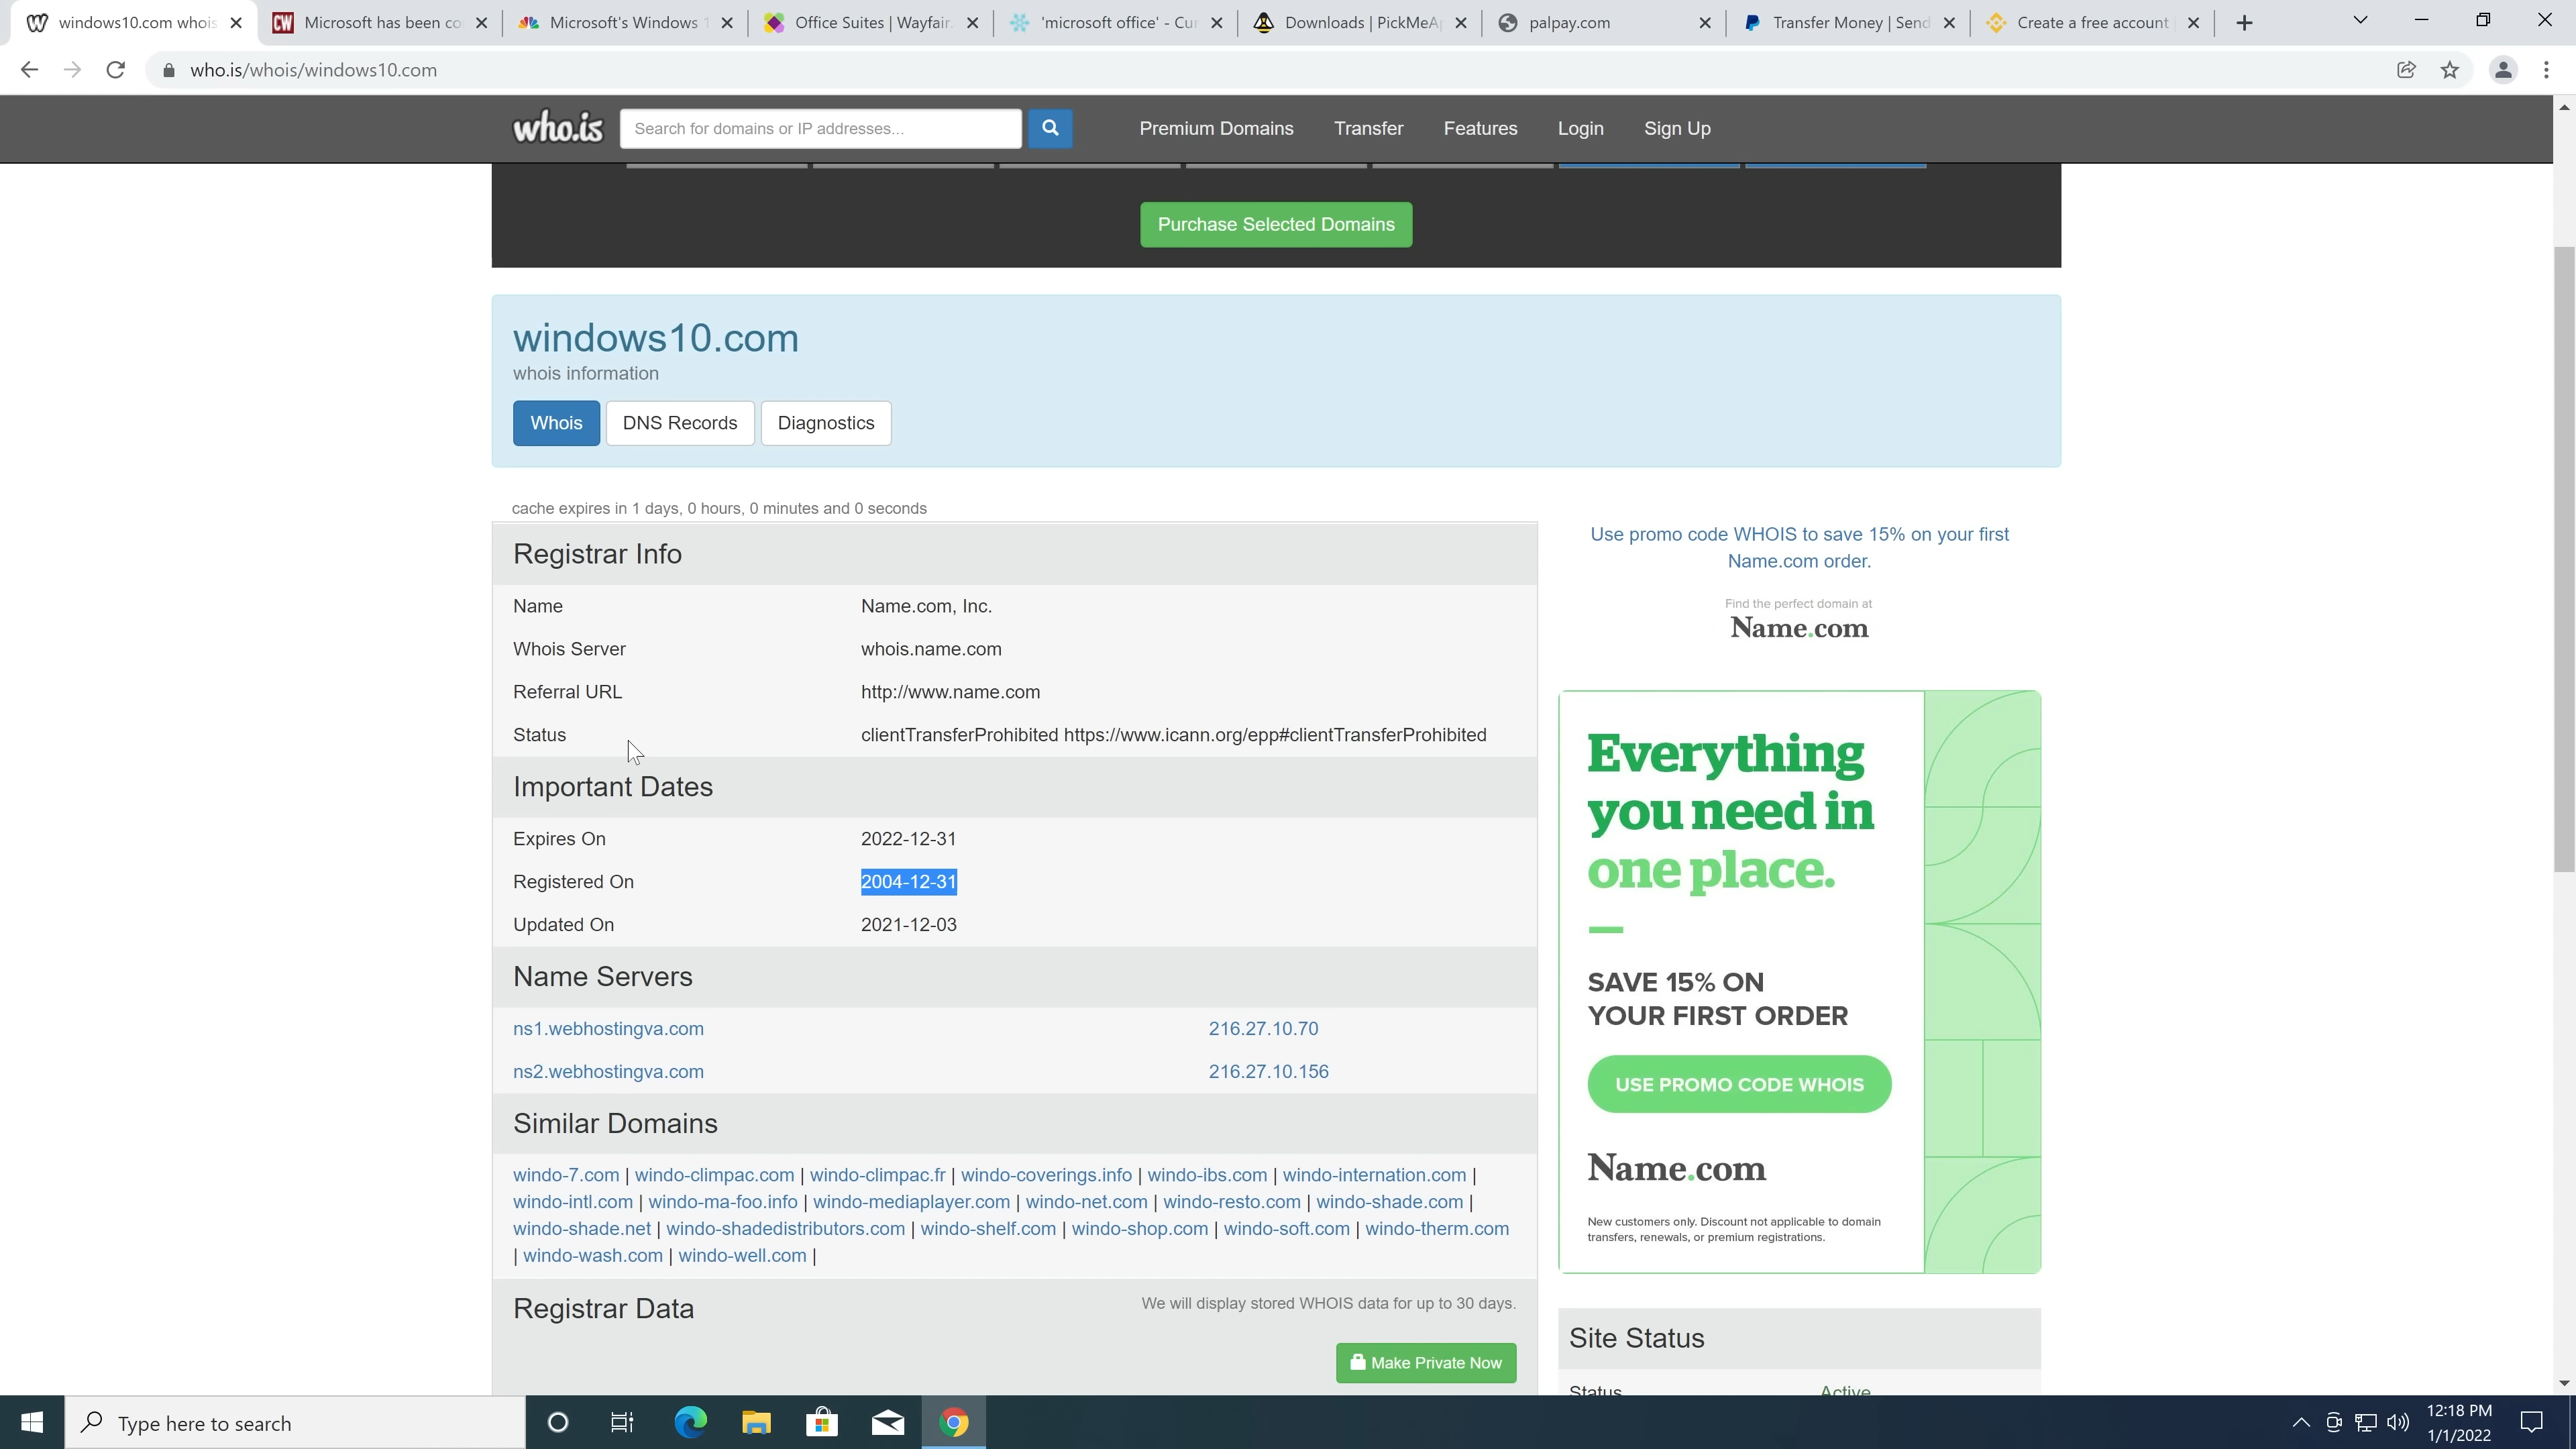 windows10.com whois
Microsoft has been co
Microsoft's Windows 1
Office Suites | Wayfair.
'microsoft office' - Cur
Downloads | PickMeAp
palpay.com
Transfer Money | Send
Create a free account
who.is/whois/windows10.com
who.is
Search for domains or IP addresses...
Premium Domains
Transfer
Features
Login
Sign Up
Purchase Selected Domains
windows10.com
whois information
Whois
DNS Records
Diagnostics
cache expires in 1 days, 0 hours, 0 minutes and 0 seconds
Registrar Info
Name Name.com, Inc.
Whois Server whois.name.com
Referral URL http://www.name.com
Status clientTransferProhibited https://www.icann.org/epp#clientTransferProhibited
Important Dates
Expires On 2022-12-31
Registered On 2004-12-31
Updated On 2021-12-03
Name Servers
ns1.webhostingva.com 216.27.10.70
ns2.webhostingva.com 216.27.10.156
Similar Domains
windo-7.com | windo-climpac.com | windo-climpac.fr | windo-coverings.info | windo-ibs.com | windo-internation.com |
windo-intl.com | windo-ma-foo.info | windo-mediaplayer.com | windo-net.com | windo-resto.com | windo-shade.com |
windo-shade.net | windo-shadedistributors.com | windo-shelf.com | windo-shop.com | windo-soft.com | windo-therm.com
| windo-wash.com | windo-well.com |
Registrar Data
We will display stored WHOIS data for up to 30 days.
Make Private Now
Use promo code WHOIS to save 15% on your first
Name.com order.
Find the perfect domain at
Name.com
Everything
you need in
one place.
SAVE 15% ON
YOUR FIRST ORDER
USE PROMO CODE WHOIS
Name.com
New customers only. Discount not applicable to domain
transfers, renewals, or premium registrations.
Site Status
Status Active
Type here to search
12:18 PM
1/1/2022